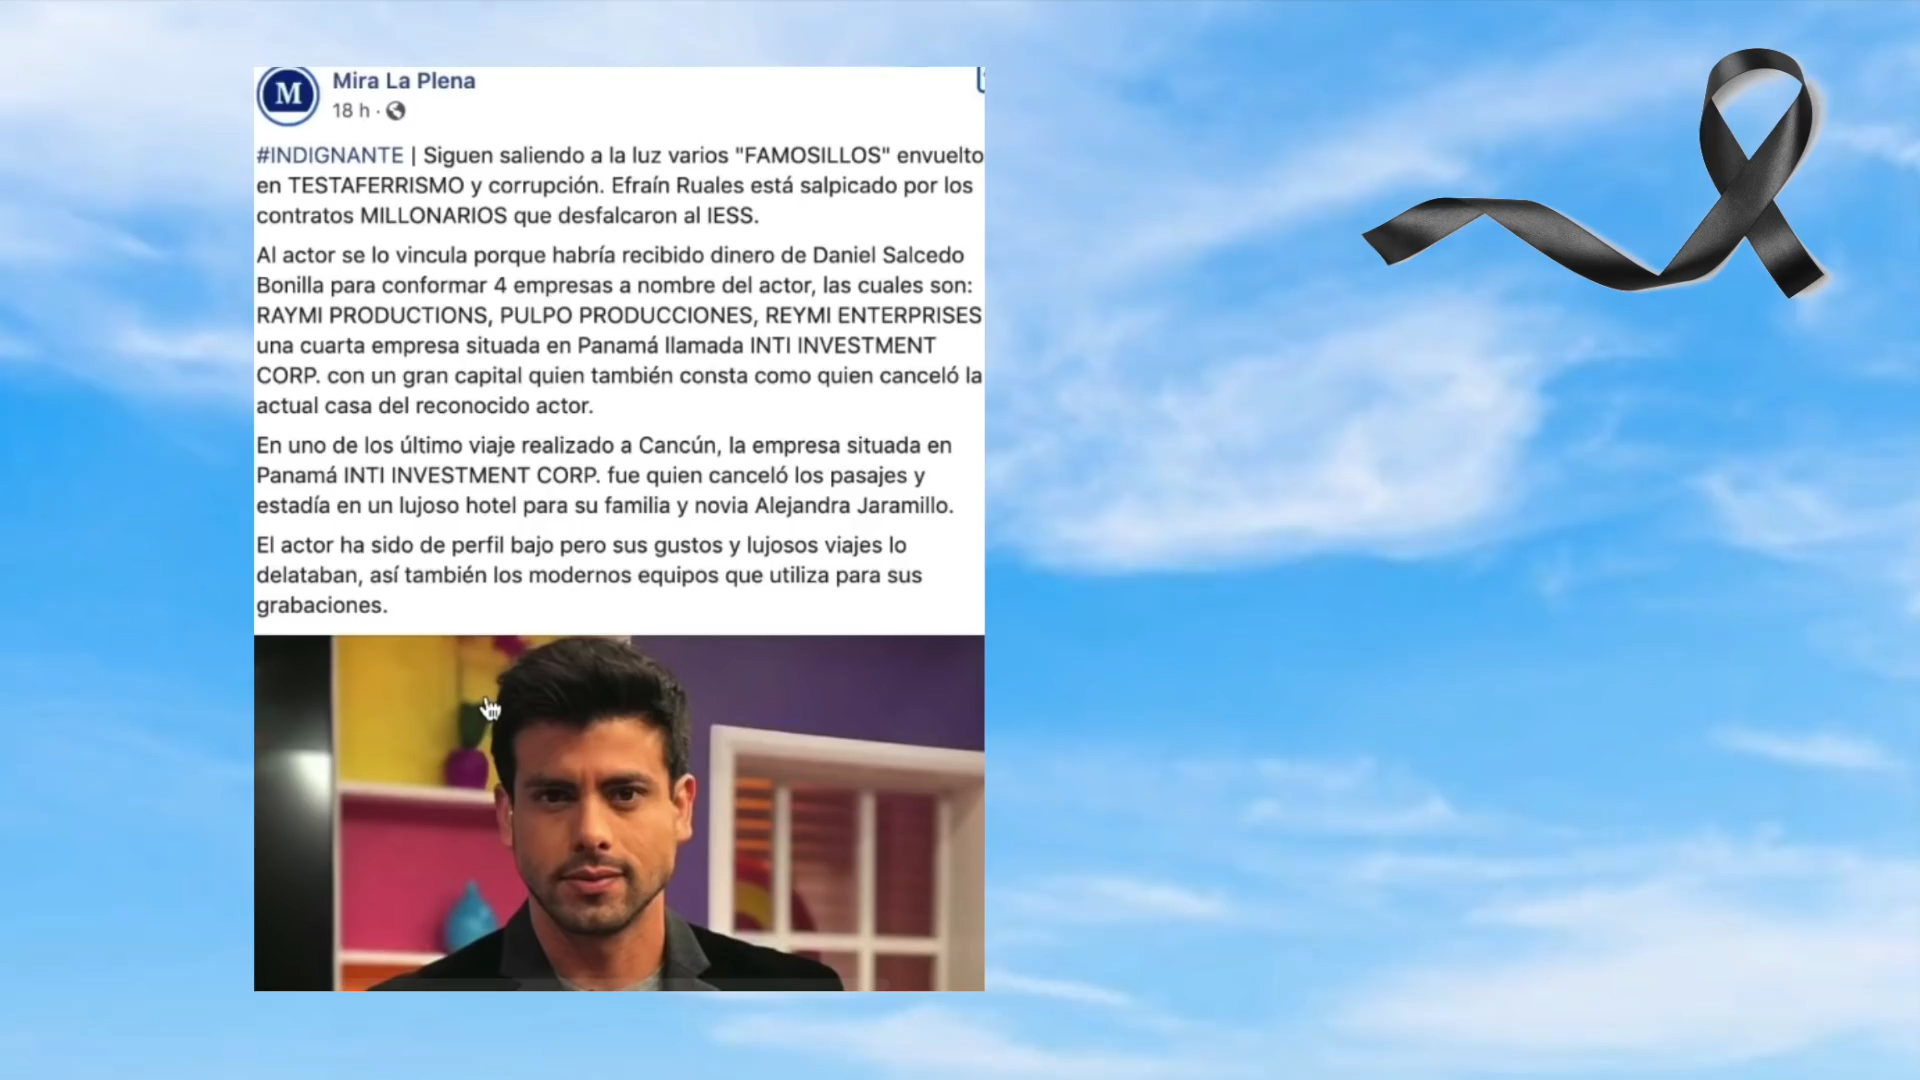 M
Mira La Plena
18 h ·
#INDIGNANTE | Siguen saliendo a la luz varios "FAMOSILLOS" envuelto
en TESTAFERRISMO y corrupción. Efraín Ruales está salpicado por los
contratos MILLONARIOS que desfalcaron al IESS.
Al actor se lo vincula porque habría recibido dinero de Daniel Salcedo
Bonilla para conformar 4 empresas a nombre del actor, las cuales son:
RAYMI PRODUCTIONS, PULPO PRODUCCIONES, REYMI ENTERPRISES
una cuarta empresa situada en Panamá llamada INTI INVESTMENT
CORP. con un gran capital quien también consta como quien canceló la
actual casa del reconocido actor.
En uno de los último viaje realizado a Cancún, la empresa situada en
Panamá INTI INVESTMENT CORP. fue quien canceló los pasajes y
estadía en un lujoso hotel para su familia y novia Alejandra Jaramillo.
El actor ha sido de perfil bajo pero sus gustos y lujosos viajes lo
delataban, así también los modernos equipos que utiliza para sus
grabaciones.